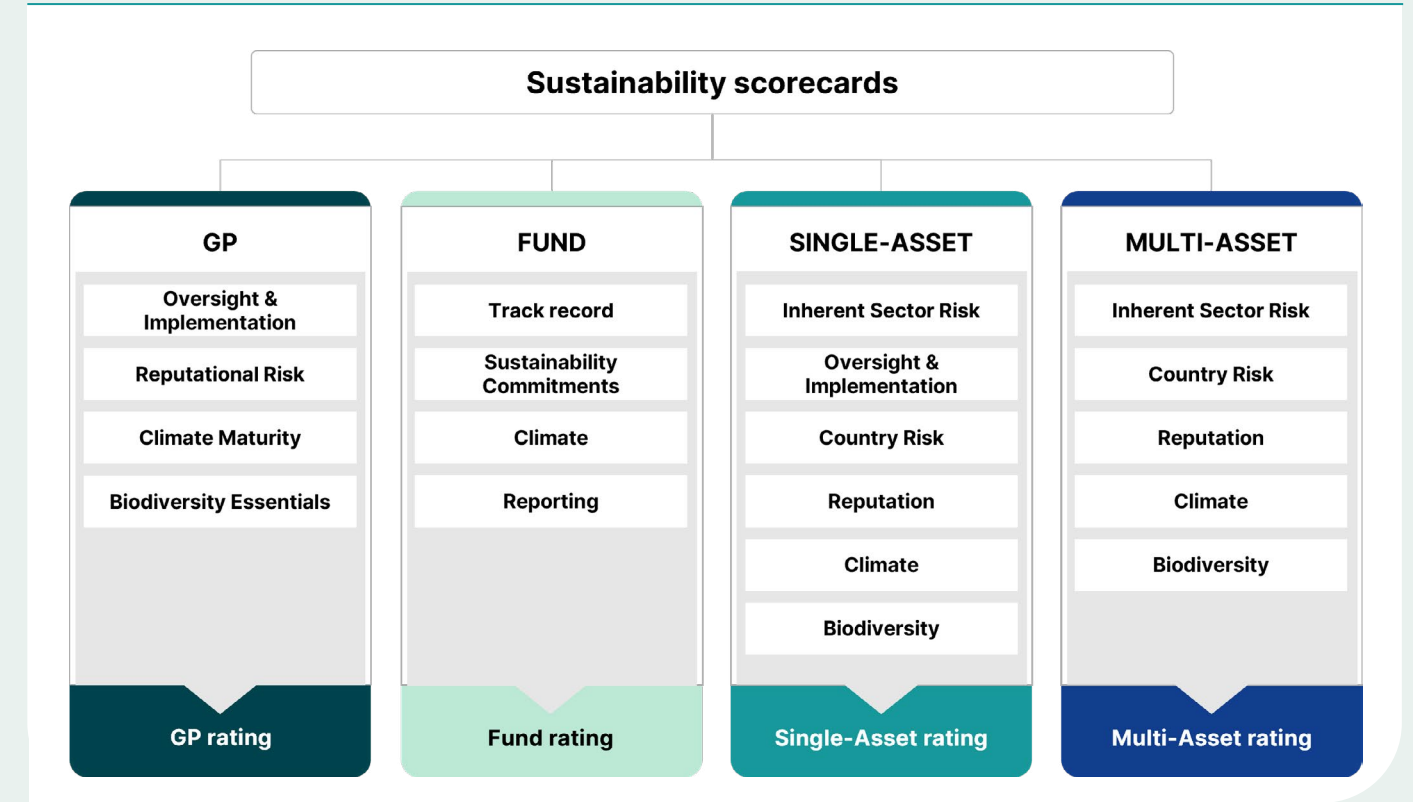 Sustainability scorecards
GP
Oversight &
Implementation
Reputational Risk
Climate Maturity
Biodiversity Essentials
GP rating
FUND
Track record
Sustainability
Commitments
Climate
Reporting
Fund rating
SINGLE-ASSET
Inherent Sector Risk
Oversight &
Implementation
Country Risk
Reputation
Climate
Biodiversity
Single-Asset rating
MULTI-ASSET
Inherent Sector Risk
Country Risk
Reputation
Climate
Biodiversity
Multi-Asset rating